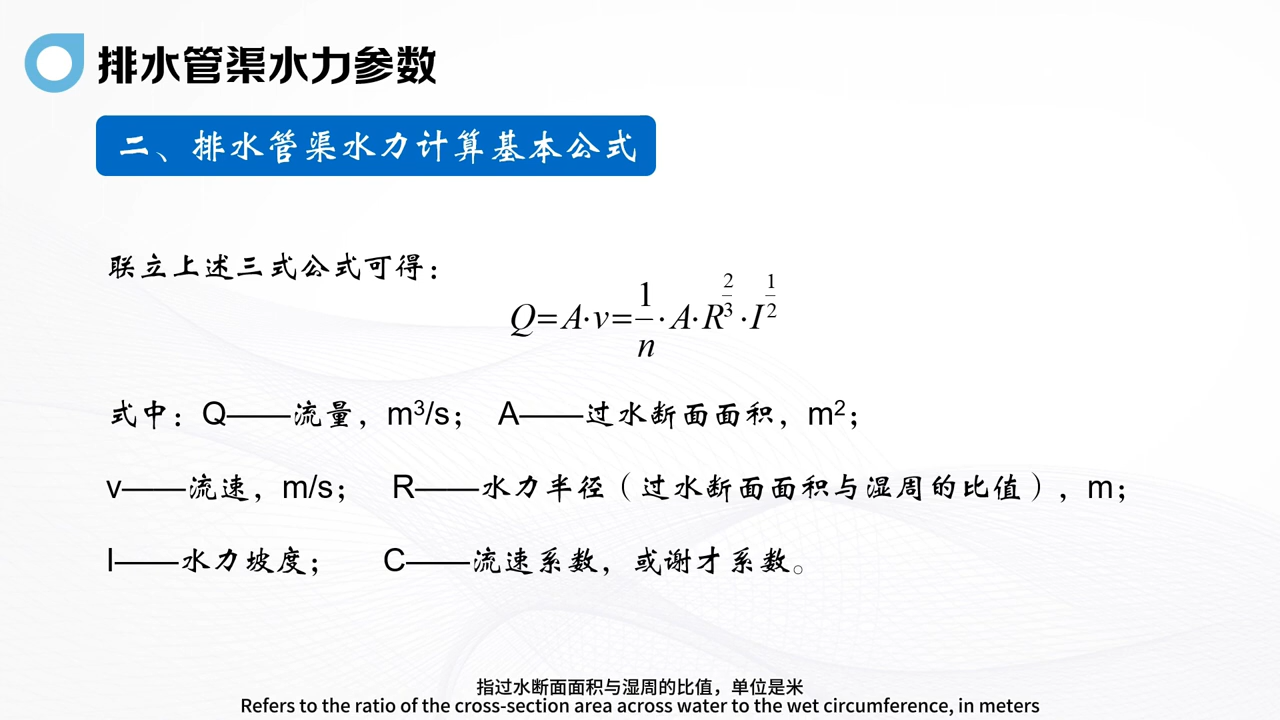 排水管渠水力参数
二、排水管渠水力计算基本公式
联立上述三式公式可得：
Q=A·v=\frac{1}{n}·A·R^{\frac{2}{3}}·I^{\frac{1}{2}}
式中：Q——流量，m³/s； A——过水断面面积，m²；
v——流速，m/s； R——水力半径（过水断面面积与湿周的比值），m；
I——水力坡度； C——流速系数，或谢才系数。
指过水断面面积与湿周的比值，单位是米
Refers to the ratio of the cross-section area across water to the wet circumference, in meters